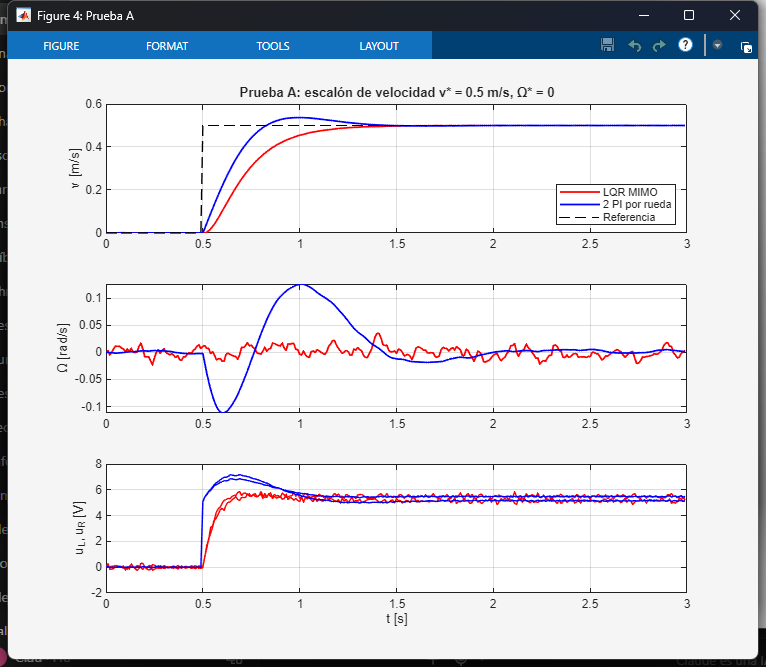 Figure 4: Prueba A
FIGURE FORMAT TOOLS LAYOUT
Prueba A: escalón de velocidad v* = 0.5 m/s, Ω* = 0
0.6
0.4
0.2
0
v [m/s]
LQR MIMO
2 PI por rueda
Referencia
0 0.5 1 1.5 2 2.5 3
0.1
0.05
0
-0.05
-0.1
Ω [rad/s]
0 0.5 1 1.5 2 2.5 3
8
6
4
2
0
-2
u_L, u_R [V]
0 0.5 1 1.5 2 2.5 3
t [s]